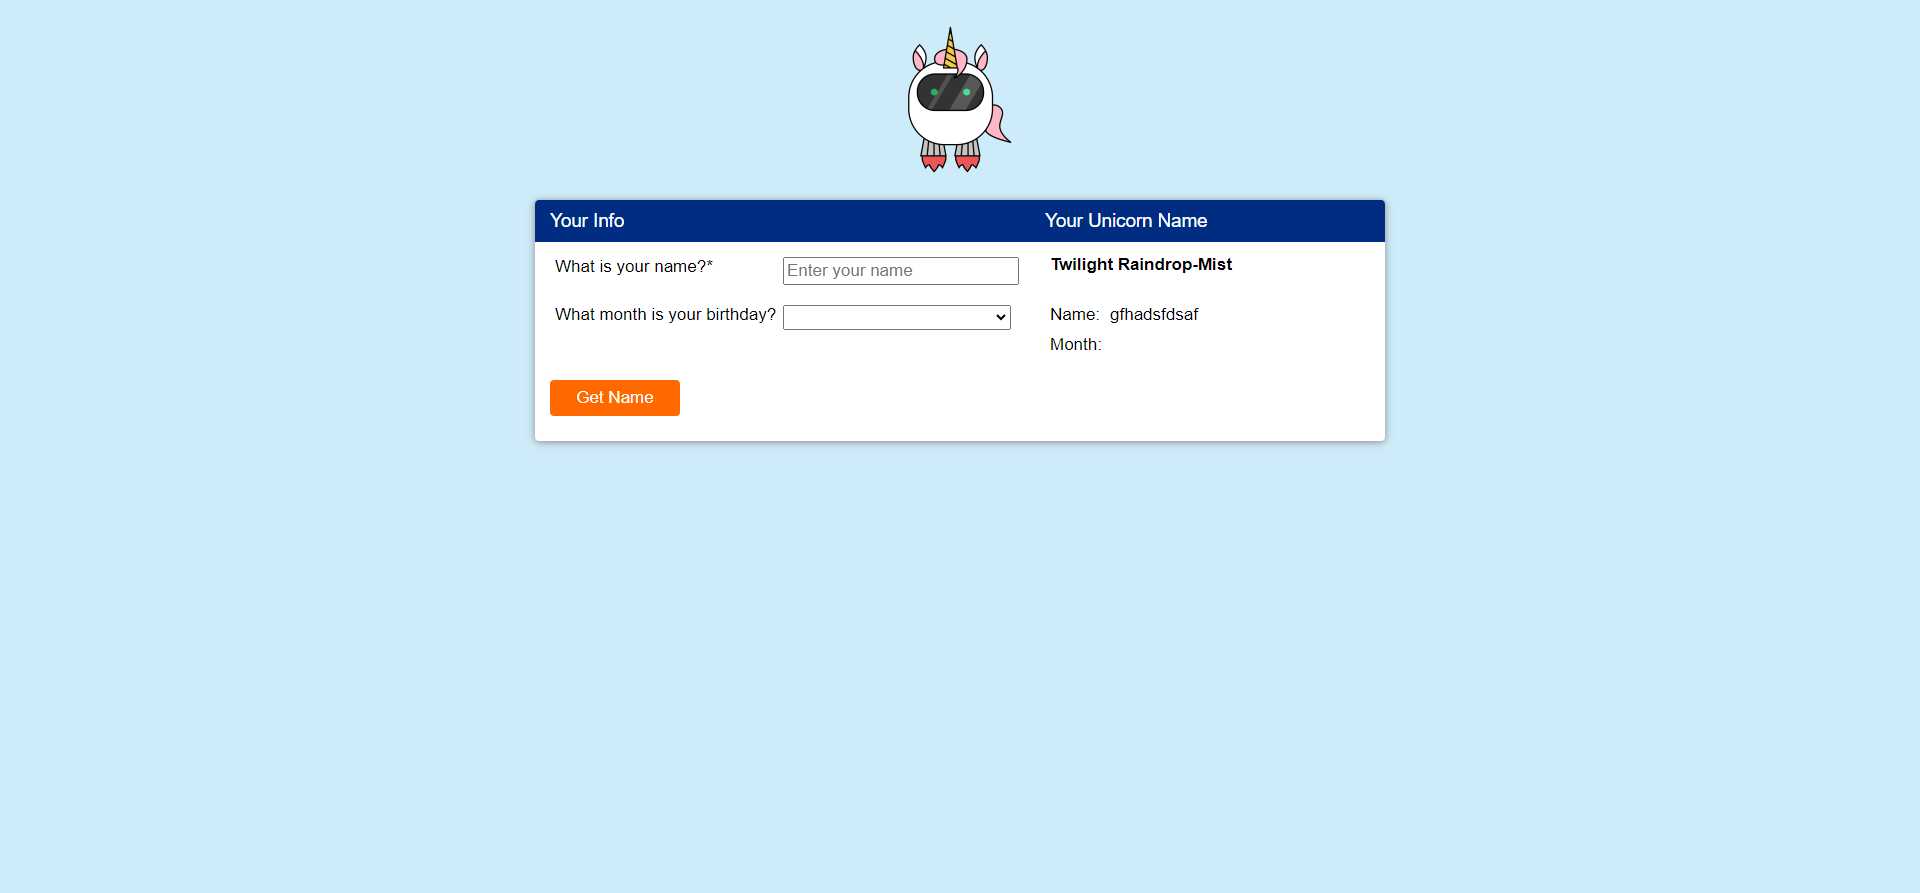 Your Info
Your Unicorn Name
What is your name?*
Enter your name
Twilight Raindrop-Mist
What month is your birthday?
Name: gfhadsfdsaf
Month:
Get Name